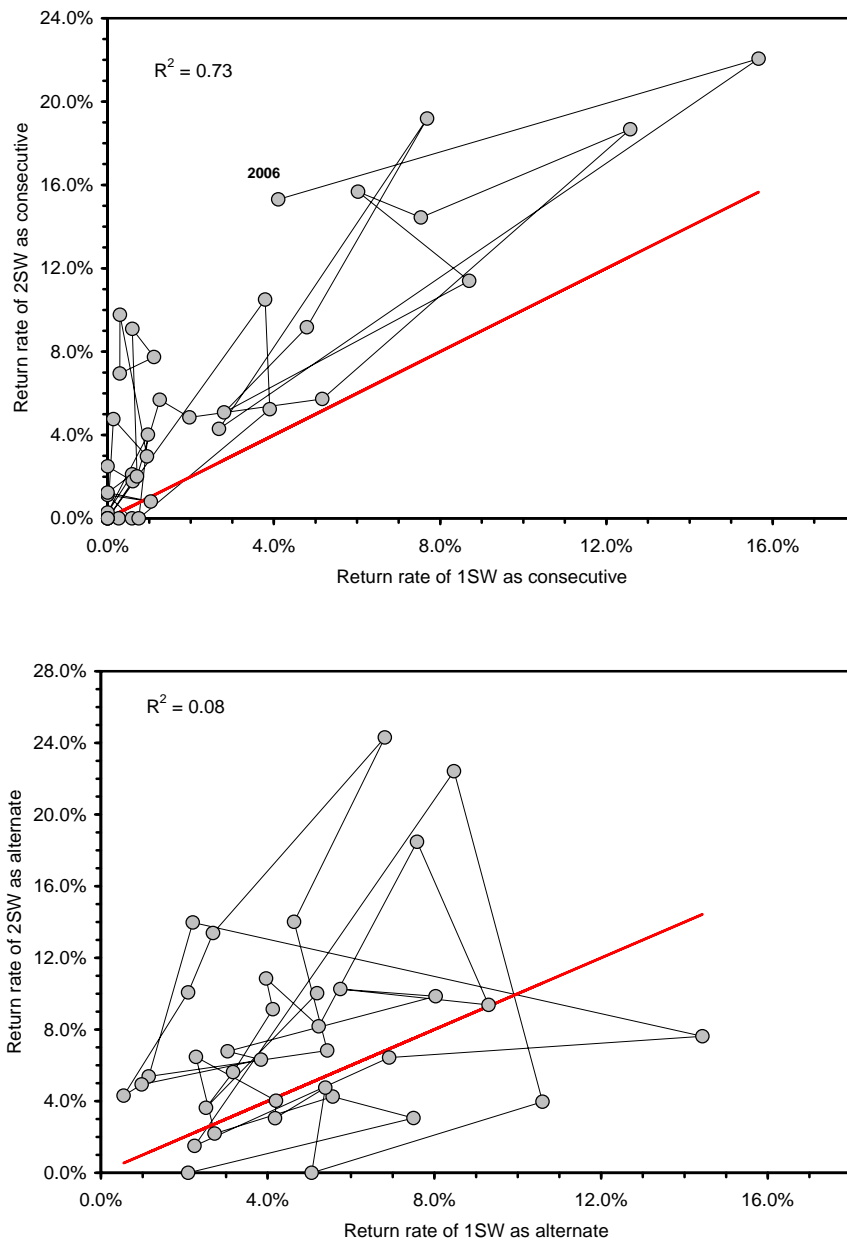 24.0%
R² = 0.73
20.0%
2006
16.0%
12.0%
8.0%
4.0%
0.0%
0.0% 4.0% 8.0% 12.0% 16.0%
Return rate of 2SW as consecutive
Return rate of 1SW as consecutive
28.0%
R² = 0.08
24.0%
20.0%
16.0%
12.0%
8.0%
4.0%
0.0%
0.0% 4.0% 8.0% 12.0% 16.0%
Return rate of 2SW as alternate
Return rate of 1SW as alternate